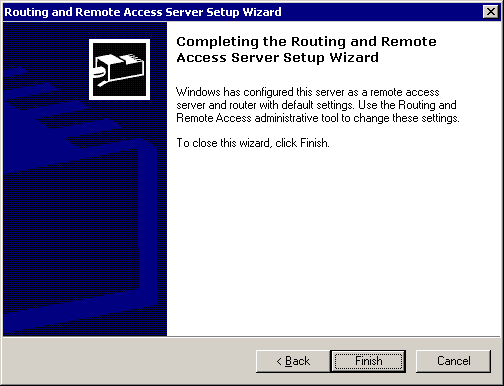 Routing and Remote Access Server Setup Wizard
Completing the Routing and Remote
Access Server Setup Wizard
Windows has configured this server as a remote access
server and router with default settings. Use the Routing and
Remote Access administrative tool to change these settings.
To close this wizard, click Finish.
< Back
Finish
Cancel